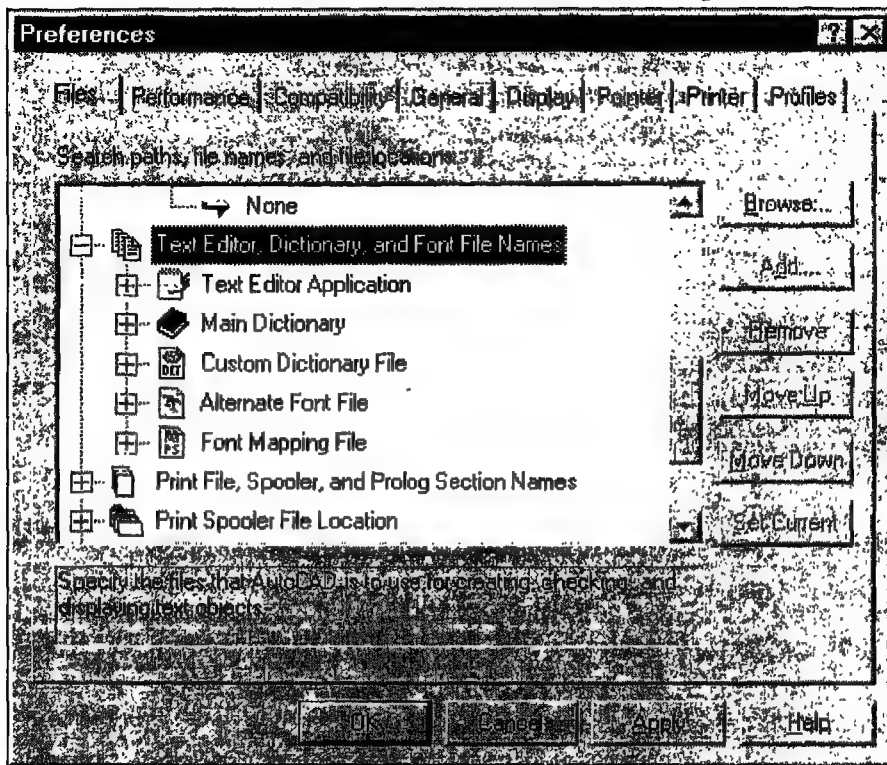 Preferences
Files Performance Compatibility General Display Pointer Printer Profiles
Search paths, file names, and file locations:
None
Browse...
Text Editor, Dictionary, and Font File Names
Text Editor Application
Add...
Main Dictionary
Remove
Custom Dictionary File
Alternate Font File
Move Up
Font Mapping File
Move Down
Print File, Spooler, and Prolog Section Names
Print Spooler File Location
Set Current
Specify the files that AutoCAD is to use for creating, checking, and
displaying text objects.
OK Cancel Apply Help